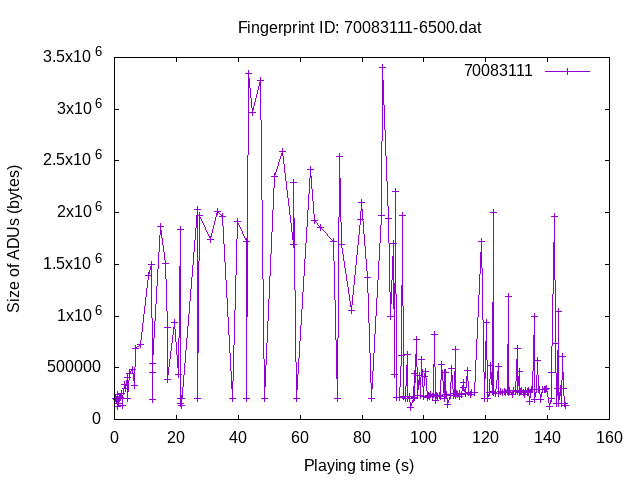 Fingerprint ID: 70083111-6500.dat
3.5x10 6
70083111
3x10 6
2.5x10 6
2x10 6
1.5x10 6
1x10 6
500000
0
0 20 40 60 80 100 120 140 160
Size of ADUs (bytes)
Playing time (s)